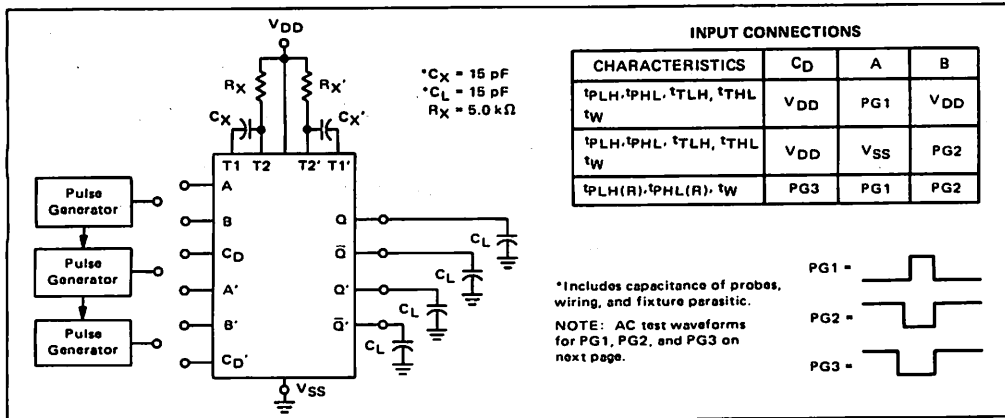 VDD
RX
RX'
CX
CX'
T1 T2 T2' T1'
*CX = 15 pF
*CL = 15 pF
RX = 5.0 kΩ
Pulse
Generator
Pulse
Generator
Pulse
Generator
A
B
CD
A'
B'
CD'
Q
Q̅
Q'
Q̅'
CL
CL
CL
CL
VSS
INPUT CONNECTIONS
CHARACTERISTICS CD A B
tPLH, tPHL, tTLH, tTHL
tW VDD PG1 VDD
tPLH, tPHL, tTLH, tTHL
tW VDD VSS PG2
tPLH(R), tPHL(R), tW PG3 PG1 PG2
*Includes capacitance of probes,
wiring, and fixture parasitic.
NOTE: AC test waveforms
for PG1, PG2, and PG3 on
next page.
PG1 =
PG2 =
PG3 =